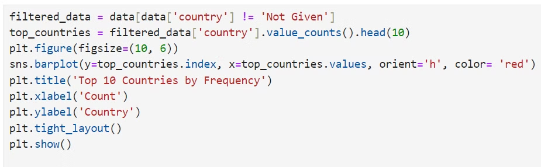 filtered_data = data[data['country'] != 'Not Given']
top_countries = filtered_data['country'].value_counts().head(10)
plt.figure(figsize=(10, 6))
sns.barplot(y=top_countries.index, x=top_countries.values, orient='h', color= 'red')
plt.title('Top 10 Countries by Frequency')
plt.xlabel('Count')
plt.ylabel('Country')
plt.tight_layout()
plt.show()